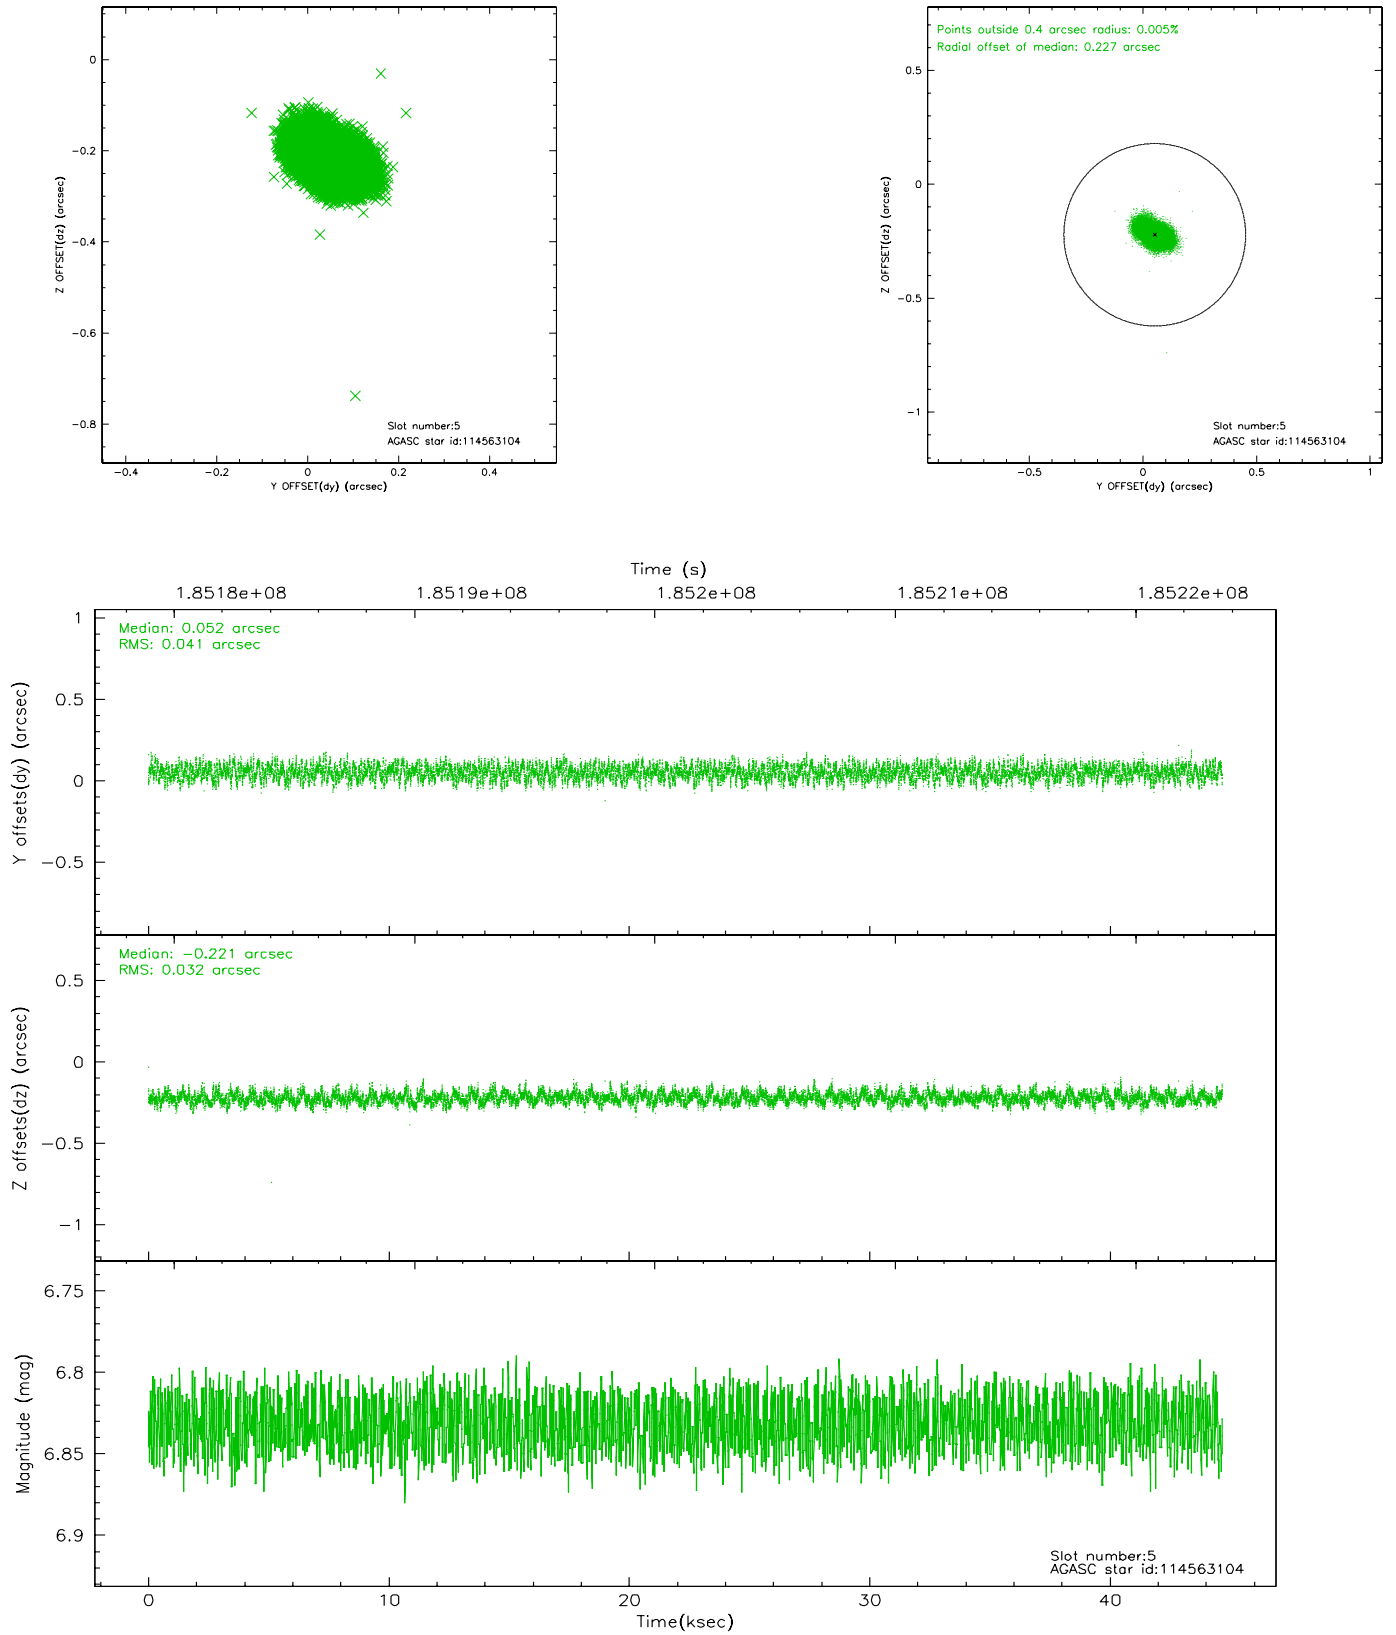 0
-0.2
-0.4
-0.6
-0.8
Z OFFSET(dz) (arcsec)
Slot number:5
AGASC star id:114563104
-0.4
-0.2
0
0.2
0.4
Y OFFSET(dy) (arcsec)
Points outside 0.4 arcsec radius: 0.005%
Radial offset of median: 0.227 arcsec
0.5
0
-0.5
-1
Z OFFSET(dz) (arcsec)
Slot number:5
AGASC star id:114563104
-0.5
0
0.5
1
Y OFFSET(dy) (arcsec)
Time (s)
1.8518e+08
1.8519e+08
1.852e+08
1.8521e+08
1.8522e+08
Median: 0.052 arcsec
RMS: 0.041 arcsec
1
0.5
0
-0.5
Y offsets(dy) (arcsec)
Median: -0.221 arcsec
RMS: 0.032 arcsec
0.5
0
-0.5
-1
Z offsets(dz) (arcsec)
6.75
6.8
6.85
6.9
Magnitude (mag)
Slot number:5
AGASC star id:114563104
0
10
20
30
40
Time(ksec)